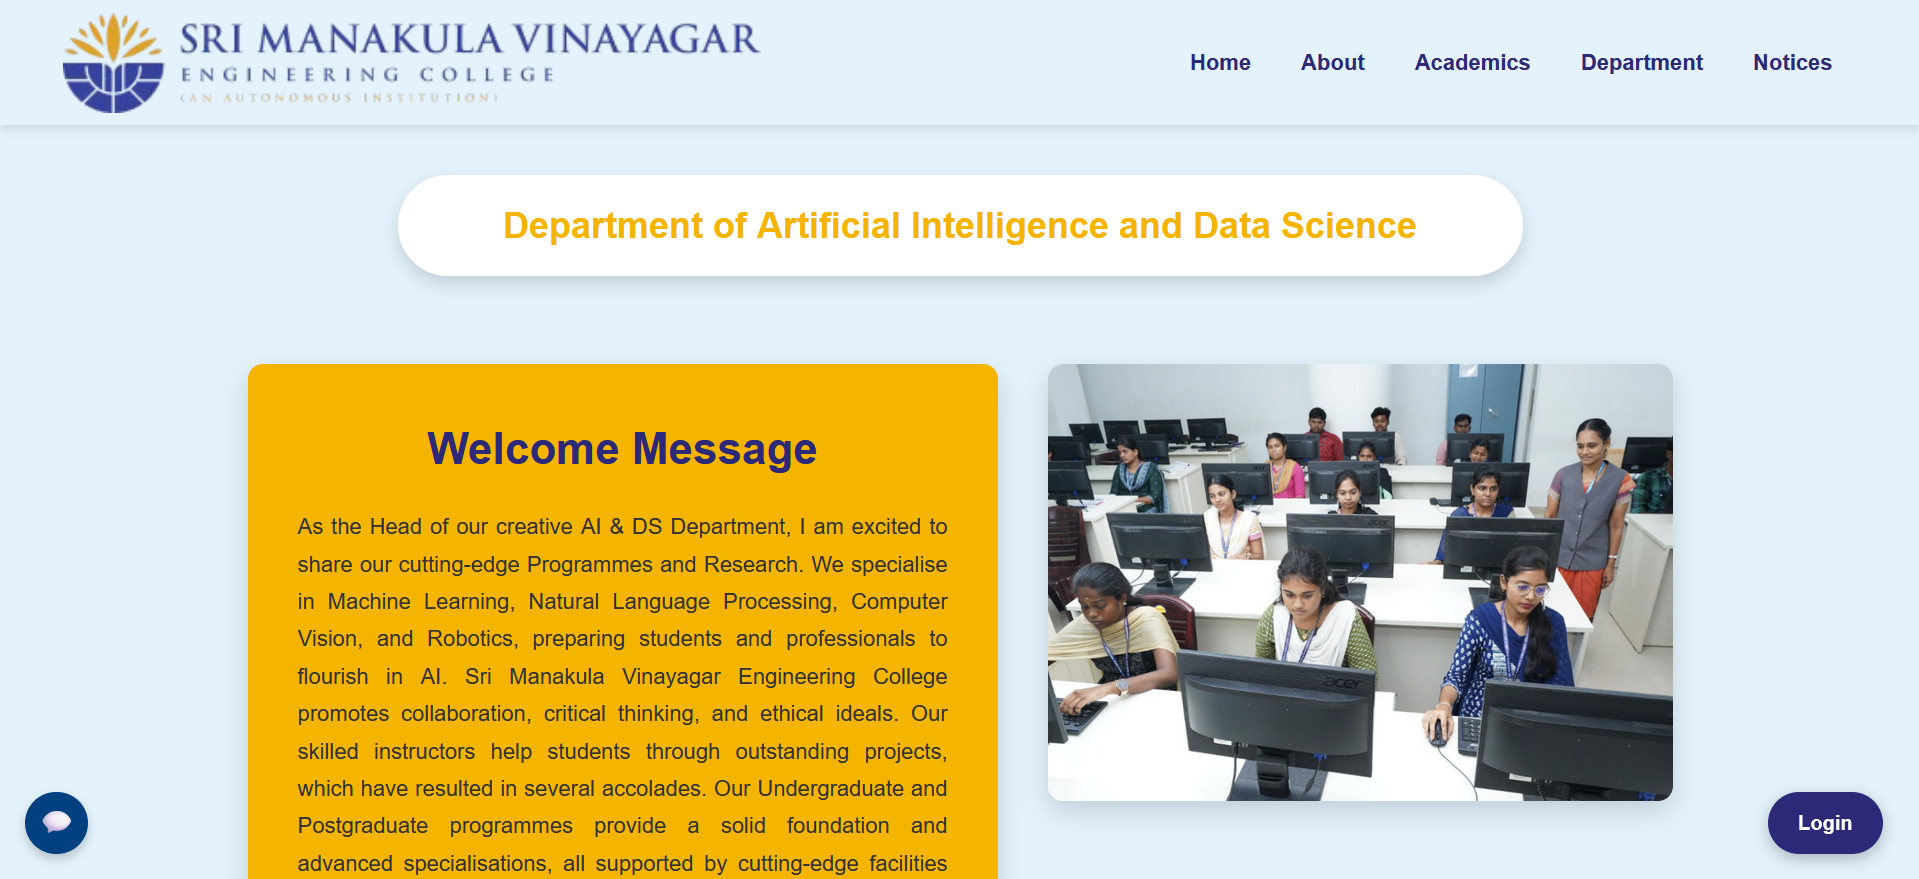 SRI MANAKULA VINAYAGAR
ENGINEERING COLLEGE
(AN AUTONOMOUS INSTITUTION)
Home About Academics Department Notices
Department of Artificial Intelligence and Data Science
Welcome Message
As the Head of our creative AI & DS Department, I am excited to
share our cutting-edge Programmes and Research. We specialise
in Machine Learning, Natural Language Processing, Computer
Vision, and Robotics, preparing students and professionals to
flourish in AI. Sri Manakula Vinayagar Engineering College
promotes collaboration, critical thinking, and ethical ideals. Our
skilled instructors help students through outstanding projects,
which have resulted in several accolades. Our Undergraduate and
Postgraduate programmes provide a solid foundation and
advanced specialisations, all supported by cutting-edge facilities
acer
acer
Login